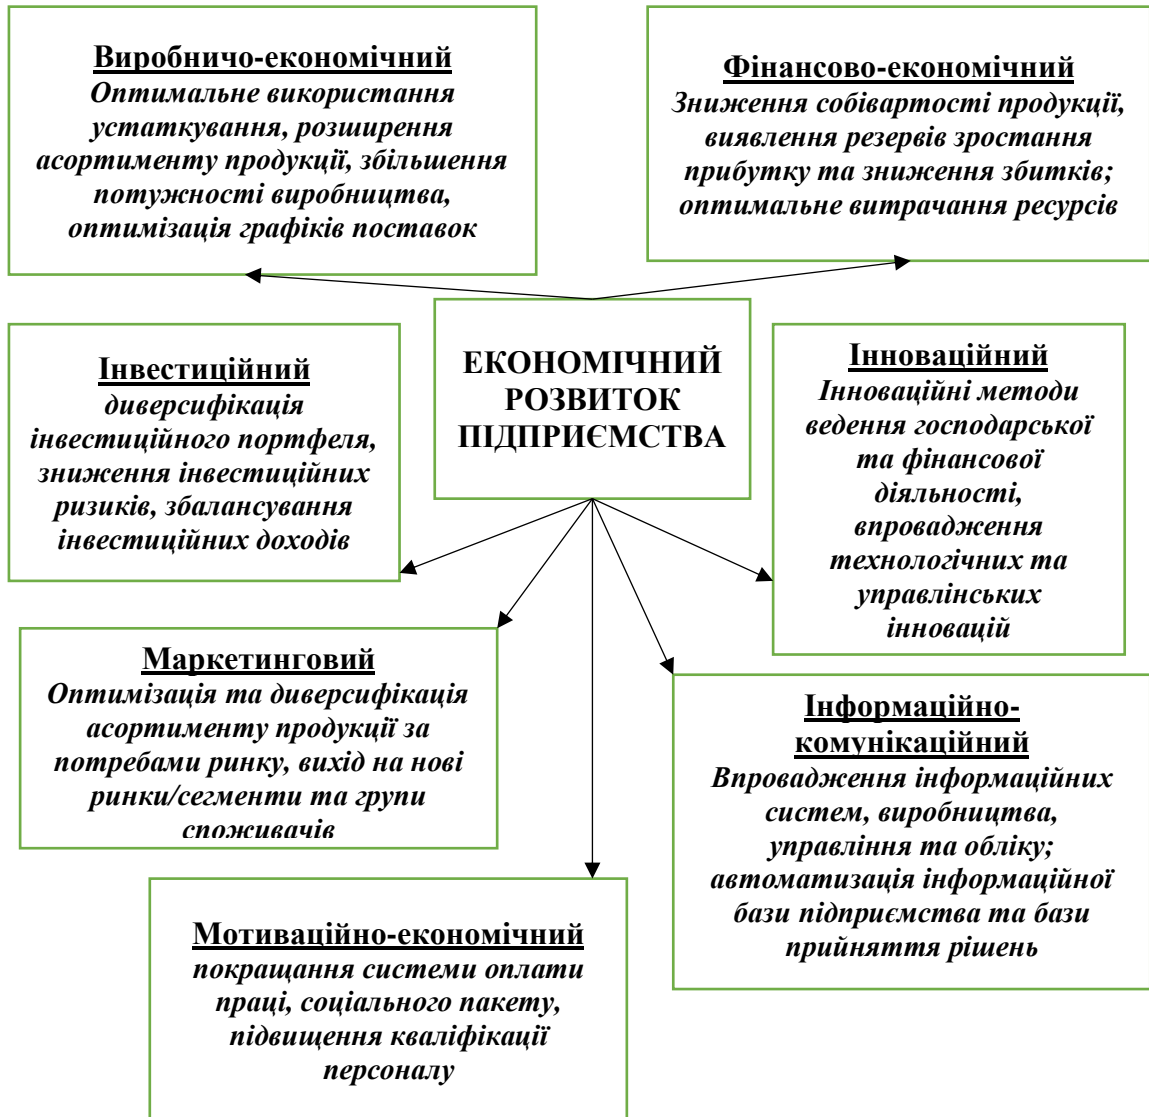 Виробничо-економічний
Оптимальне використання
устаткування, розширення
асортименту продукції, збільшення
потужності виробництва,
оптимізація графіків поставок
Фінансово-економічний
Зниження собівартості продукції,
виявлення резервів зростання
прибутку та зниження збитків;
оптимальне витрачання ресурсів
ЕКОНОМІЧНИЙ
РОЗВИТОК
ПІДПРИЄМСТВА
Інвестиційний
диверсифікація
інвестиційного портфеля,
зниження інвестиційних
ризиків, збалансування
інвестиційних доходів
Інноваційний
Інноваційні методи
ведення господарської
та фінансової
діяльності,
впровадження
технологічних та
управлінських
інновацій
Маркетинговий
Оптимізація та диверсифікація
асортименту продукції за
потребами ринку, вихід на нові
ринки/сегменти та групи
споживачів
Інформаційно-
комунікаційний
Впровадження інформаційних
систем, виробництва,
управління та обліку;
автоматизація інформаційної
бази підприємства та бази
прийняття рішень
Мотиваційно-економічний
покращання системи оплати
праці, соціального пакету,
підвищення кваліфікації
персоналу